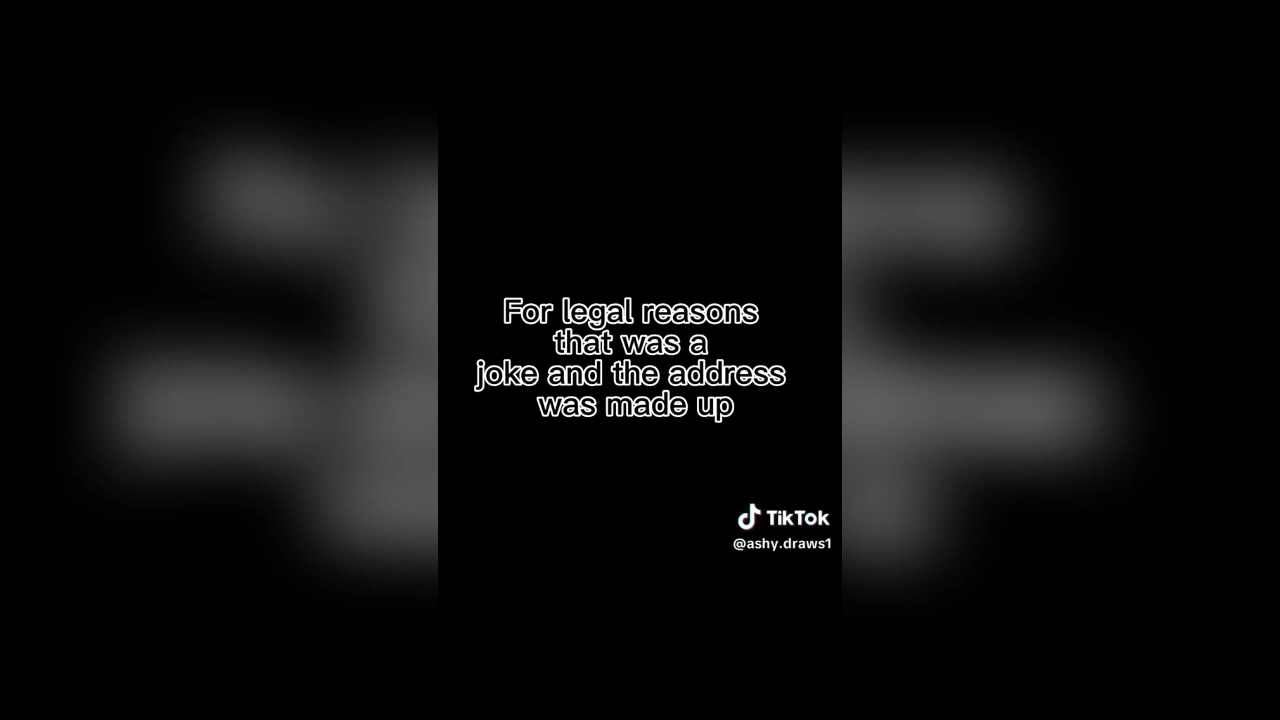 For legal reasons
that was a
joke and the address
was made up
TikTok
@ashy.draws1